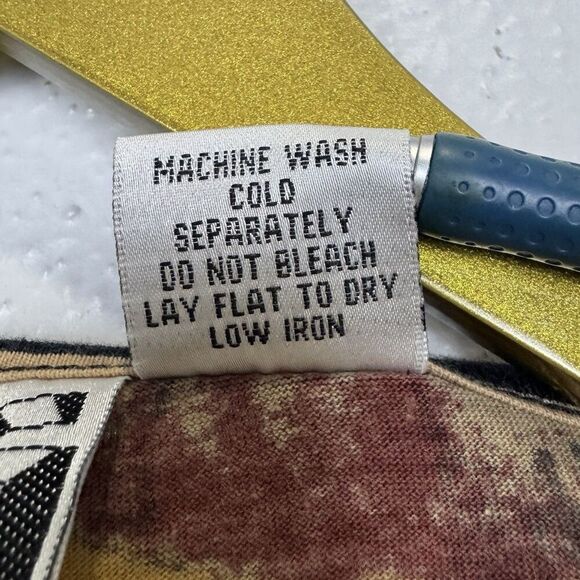 MACHINE WASH
COLD
SEPARATELY
DO NOT BLEACH
LAY FLAT TO DRY
LOW IRON